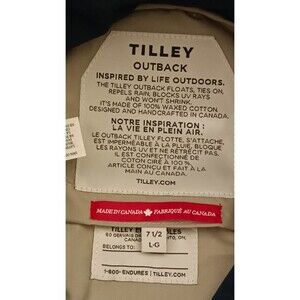 TILLEY
OUTBACK
INSPIRED BY LIFE OUTDOORS.
THE TILLEY OUTBACK FLOATS, TIES ON,
REPELS RAIN, BLOCKS UV RAYS
AND WON'T SHRINK.
IT'S MADE OF 100% WAXED COTTON.
DESIGNED AND HANDCRAFTED IN CANADA.
NOTRE INSPIRATION :
LA VIE EN PLEIN AIR.
LE OUTBACK TILLEY FLOTTE, S'ATTACHE,
EST IMPERMÉABLE À LA PLUIE, BLOQUE
LES RAYONS UV ET NE RÉTRÉCIT PAS.
IL EST CONFECTIONNÉ DE
COTON CIRÉ À 100 %.
ARTICLE CONÇU ET FAIT À LA
MAIN AU CANADA.
TILLEY.COM
MADE IN CANADA FABRIQUÉ AU CANADA
TILLEY
60 GERVAIS
BELONGS TO:
7 1/2
L-G
1-800-ENDURES | TILLEY.COM